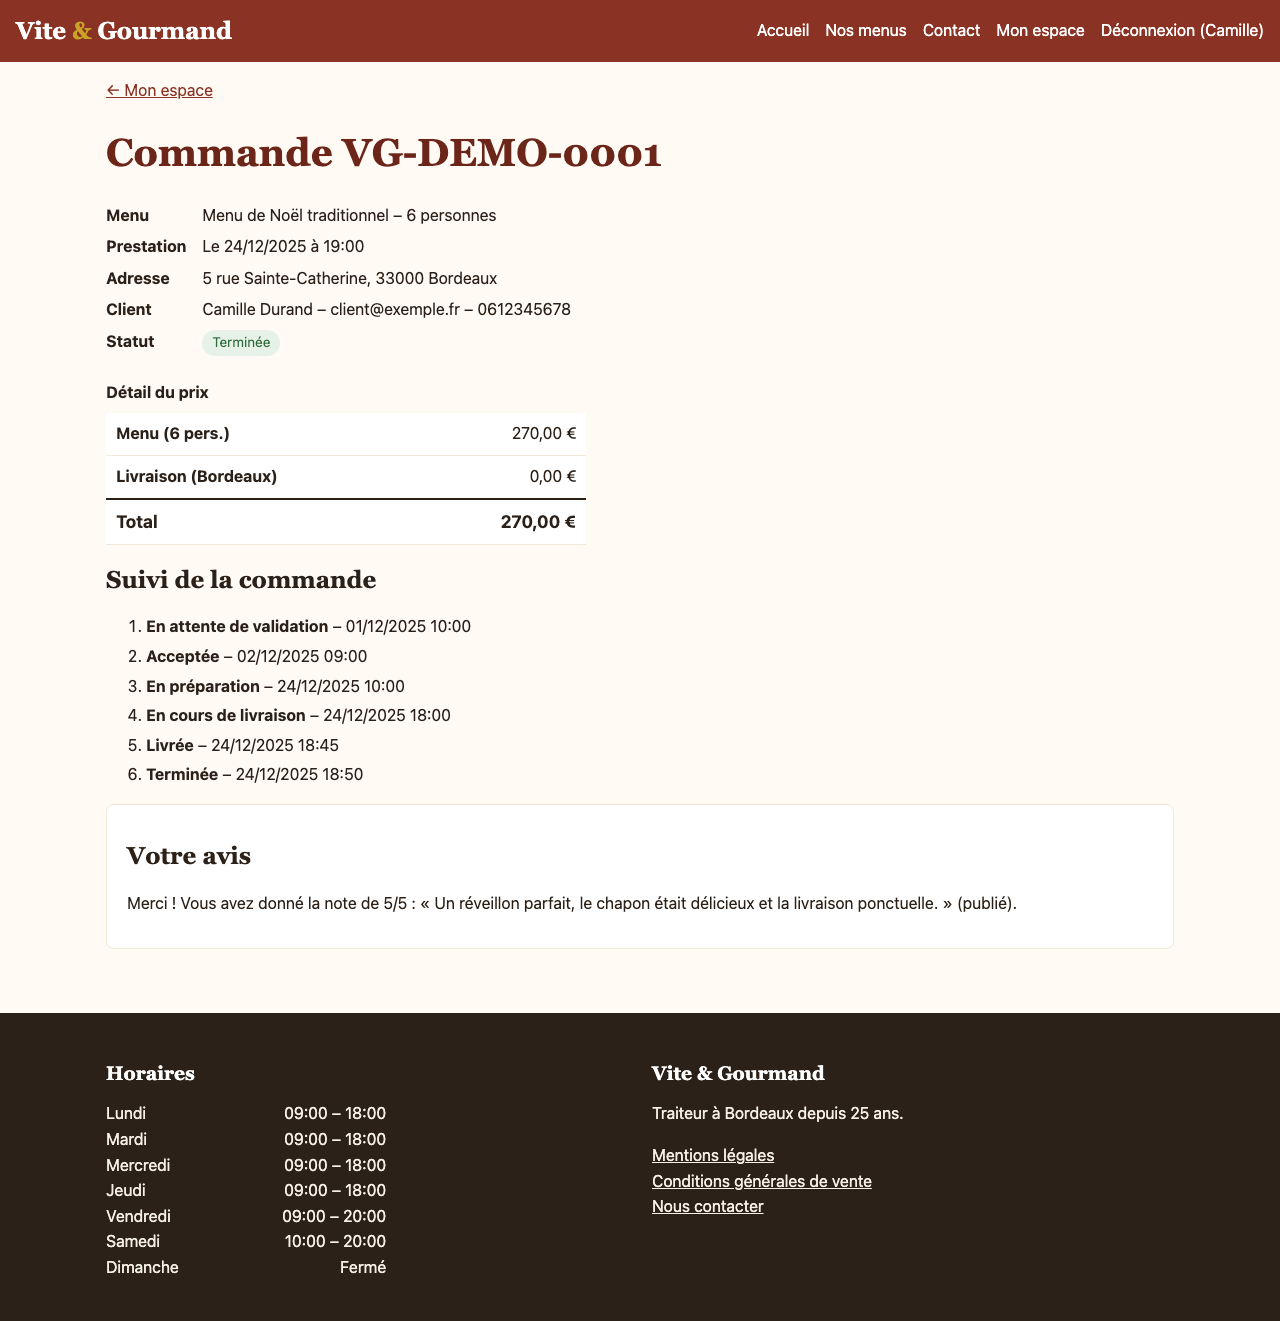 Vite & Gourmand
Accueil Nos menus Contact Mon espace Déconnexion (Camille)
← Mon espace
Commande VG-DEMO-0001
Menu Menu de Noël traditionnel – 6 personnes
Prestation Le 24/12/2025 à 19:00
Adresse 5 rue Sainte-Catherine, 33000 Bordeaux
Client Camille Durand – client@exemple.fr – 0612345678
Statut Terminée
Détail du prix
Menu (6 pers.) 270,00 €
Livraison (Bordeaux) 0,00 €
Total 270,00 €
Suivi de la commande
1. En attente de validation – 01/12/2025 10:00
2. Acceptée – 02/12/2025 09:00
3. En préparation – 24/12/2025 10:00
4. En cours de livraison – 24/12/2025 18:00
5. Livrée – 24/12/2025 18:45
6. Terminée – 24/12/2025 18:50
Votre avis
Merci ! Vous avez donné la note de 5/5 : « Un réveillon parfait, le chapon était délicieux et la livraison ponctuelle. » (publié).
Horaires
Lundi 09:00 – 18:00
Mardi 09:00 – 18:00
Mercredi 09:00 – 18:00
Jeudi 09:00 – 18:00
Vendredi 09:00 – 20:00
Samedi 10:00 – 20:00
Dimanche Fermé
Vite & Gourmand
Traiteur à Bordeaux depuis 25 ans.
Mentions légales
Conditions générales de vente
Nous contacter